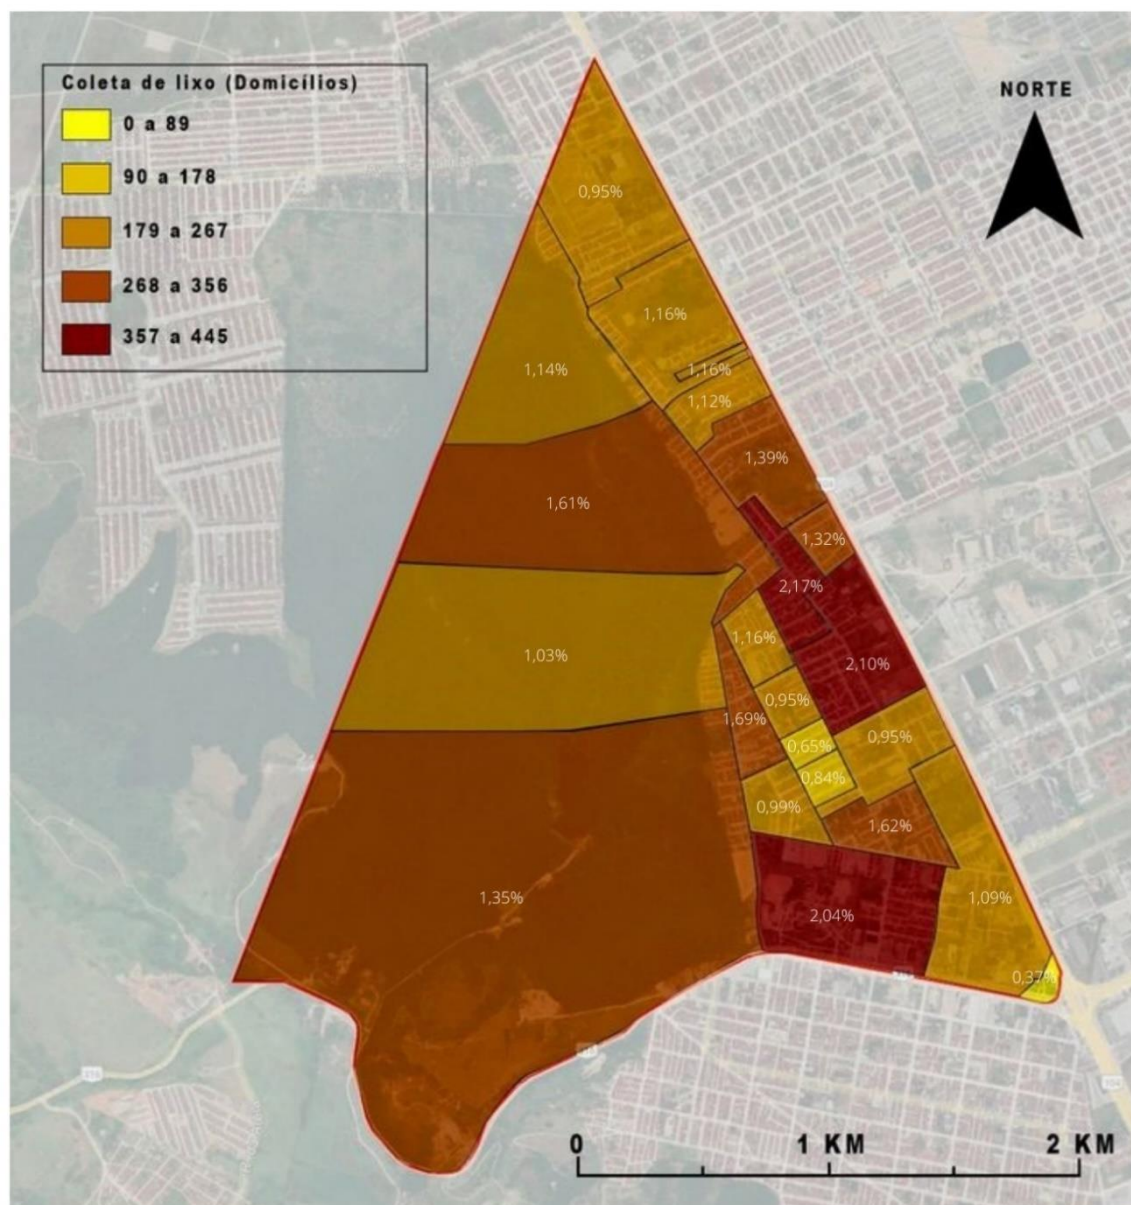 Coleta de lixo (Domicílios)
0 a 89
90 a 178
179 a 267
268 a 356
357 a 445
NORTE
0,95%
1,16%
1,14%
1,16%
1,12%
1,39%
1,61%
1,32%
2,17%
1,16%
1,03%
2,10%
0,95%
1,69%
0,95%
0,65%
0,84%
0,99%
1,62%
1,35%
1,09%
2,04%
0,37%
0
1 KM
2 KM